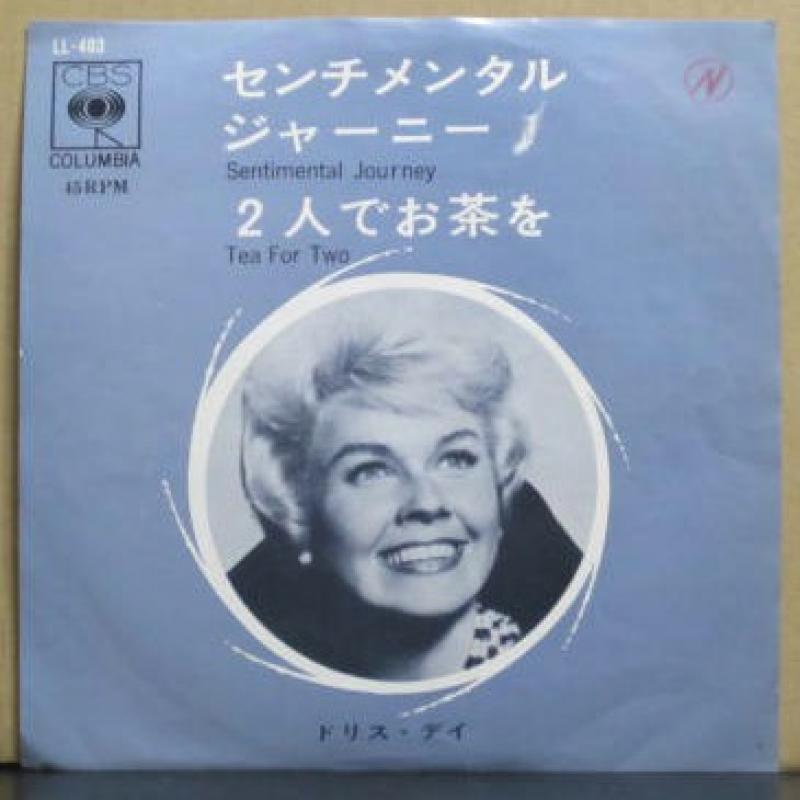 LL-403
CBS
COLUMBIA
45RPM
センチメンタル
ジャーニー
Sentimental Journey
2人でお茶を
Tea For Two
N
ドリス・デイ